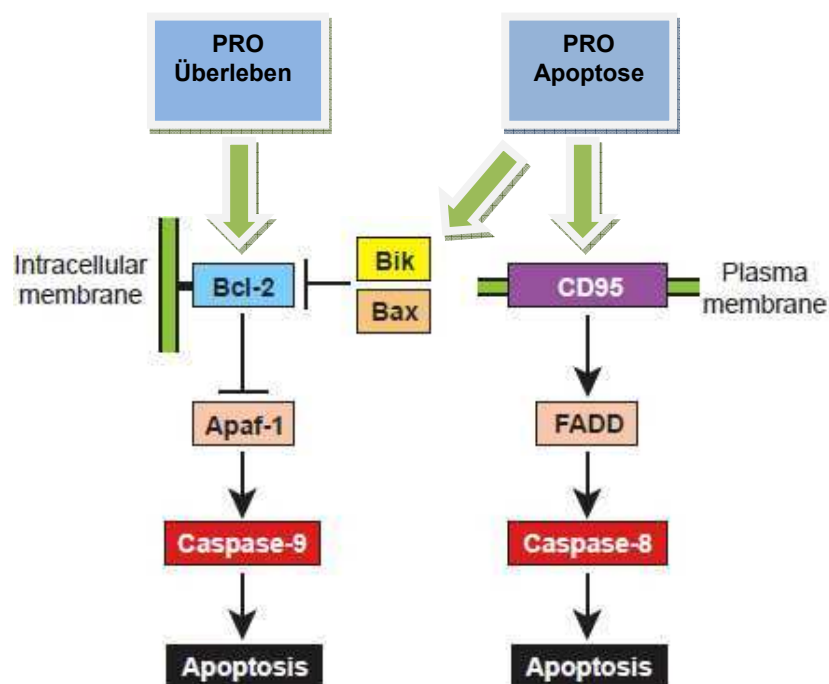 PRO
Überleben
PRO
Apoptose
Intracellular
membrane
Bcl-2
Bik
Bax
CD95
Plasma
membrane
Apaf-1
FADD
Caspase-9
Caspase-8
Apoptosis
Apoptosis